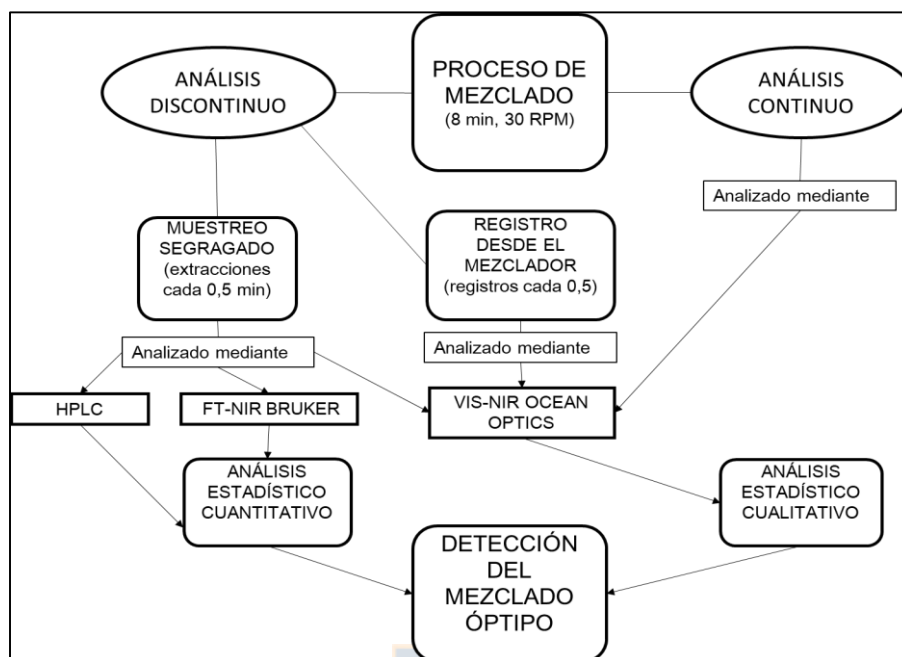 ANÁLISIS
DISCONTINUO
PROCESO DE
MEZCLADO
(8 min, 30 RPM)
ANÁLISIS
CONTINUO
Analizado mediante
MUESTREO
SEGRAGADO
(extracciones
cada 0,5 min)
REGISTRO
DESDE EL
MEZCLADOR
(registros cada 0,5)
Analizado mediante
Analizado mediante
HPLC
FT-NIR BRUKER
VIS-NIR OCEAN
OPTICS
ANÁLISIS
ESTADÍSTICO
CUANTITATIVO
ANÁLISIS
ESTADÍSTICO
CUALITATIVO
DETECCIÓN
DEL
MEZCLADO
ÓPTIPO